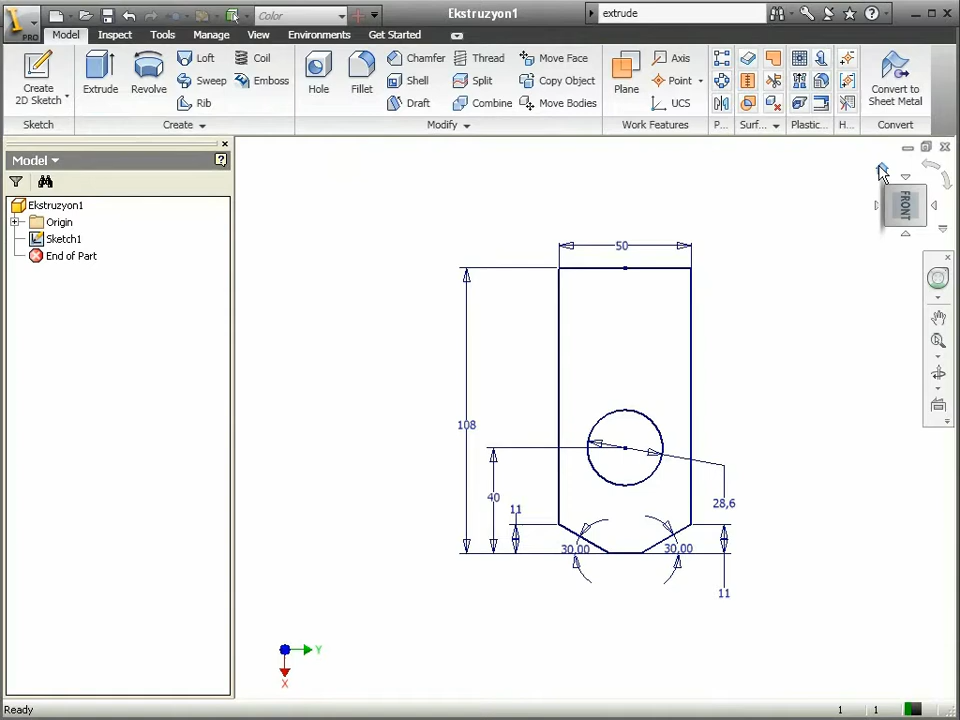 Color
Ekstruzyon1
extrude
PRO
Model
Inspect
Tools
Manage
View
Environments
Get Started
Create
2D Sketch
Extrude
Revolve
Loft
Sweep
Rib
Coil
Emboss
Hole
Fillet
Chamfer
Shell
Draft
Thread
Split
Combine
Move Face
Copy Object
Move Bodies
Plane
Axis
Point
UCS
Convert to
Sheet Metal
Sketch
Create
Modify
Work Features
P...
Surf...
Plastic...
H...
Convert
Model
Ekstruzyon1
Origin
Sketch1
End of Part
FRONT
50
108
40
11
28,6
30,00
30,00
11
Y
X
Ready
1
1